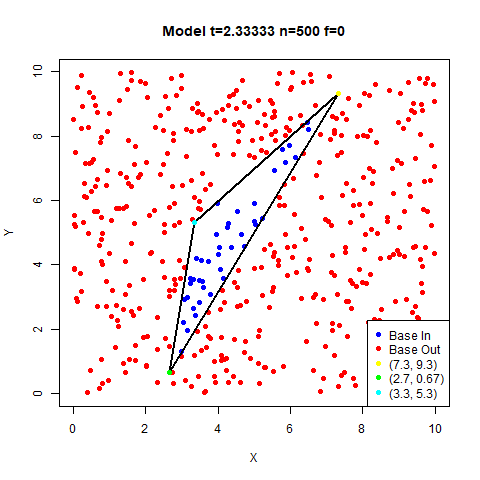 Model t=2.33333 n=500 f=0
10
8
6
4
2
0
Y
Base In
Base Out
(7.3, 9.3)
(2.7, 0.67)
(3.3, 5.3)
0 2 4 6 8 10
X